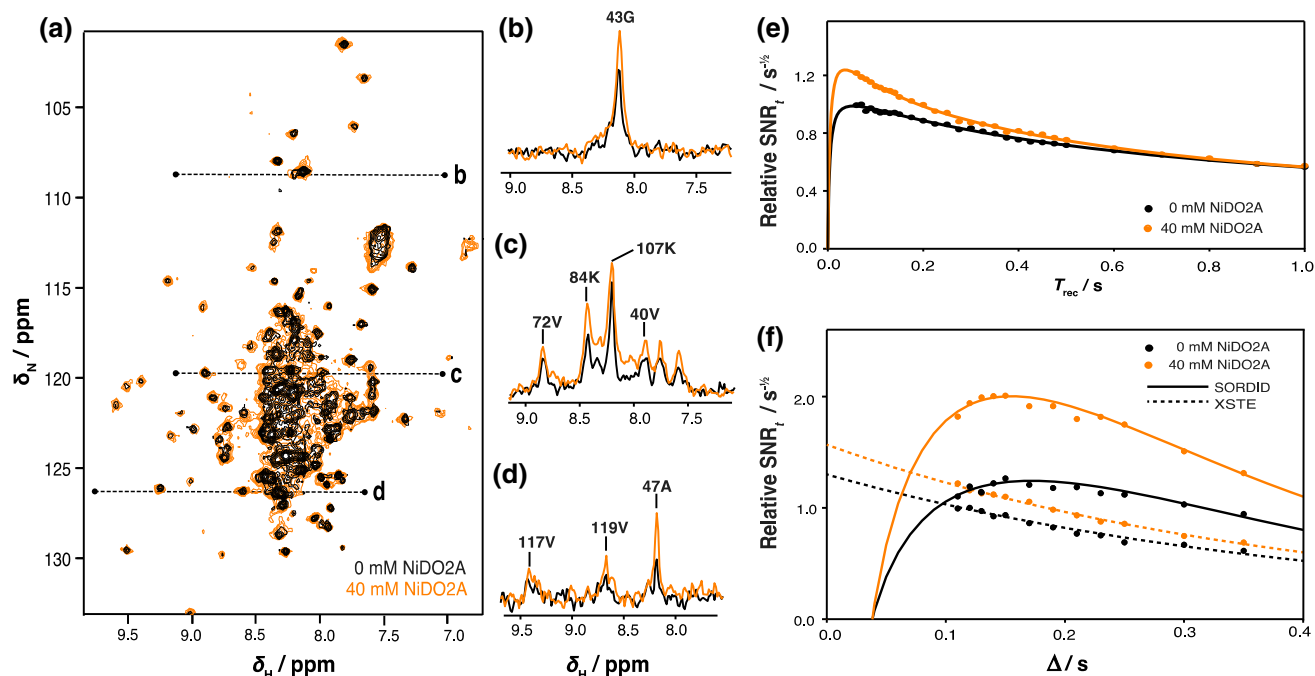 (a)
105
110
115
120
125
130
δN / ppm
b
c
d
0 mM NiDO2A
40 mM NiDO2A
9.5 9.0 8.5 8.0 7.5 7.0
δH / ppm
(b)
43G
9.0 8.5 8.0 7.5
(c)
107K
84K
72V
40V
9.0 8.5 8.0 7.5
(d)
47A
119V
117V
9.5 9.0 8.5 8.0
δH / ppm
(e)
Relative SNRt / s-½
1.2
0.8
0.4
0.0
0 mM NiDO2A
40 mM NiDO2A
0.0 0.2 0.4 0.6 0.8 1.0
Trec / s
(f)
Relative SNRt / s-½
2.0
1.0
0.0
0 mM NiDO2A
40 mM NiDO2A
SORDID
XSTE
0.0 0.1 0.2 0.3 0.4
Δ / s